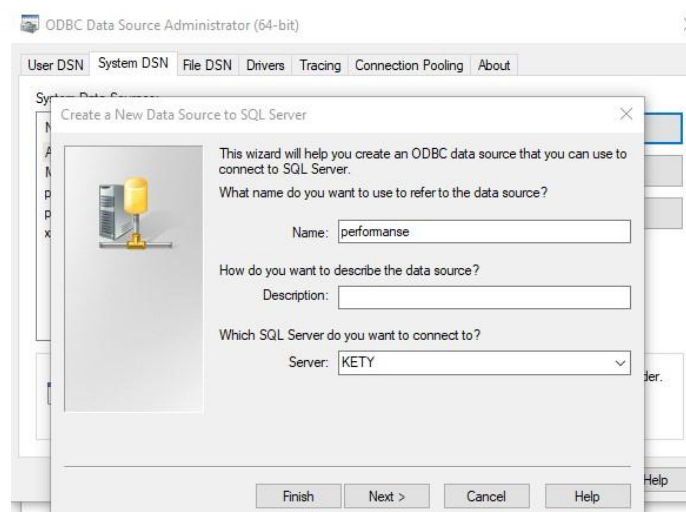 ODBC Data Source Administrator (64-bit)
User DSN System DSN File DSN Drivers Tracing Connection Pooling About
Create a New Data Source to SQL Server
This wizard will help you create an ODBC data source that you can use to
connect to SQL Server.
What name do you want to use to refer to the data source?
Name: performanse
How do you want to describe the data source?
Description:
Which SQL Server do you want to connect to?
Server: KETY
Finish Next > Cancel Help
Help